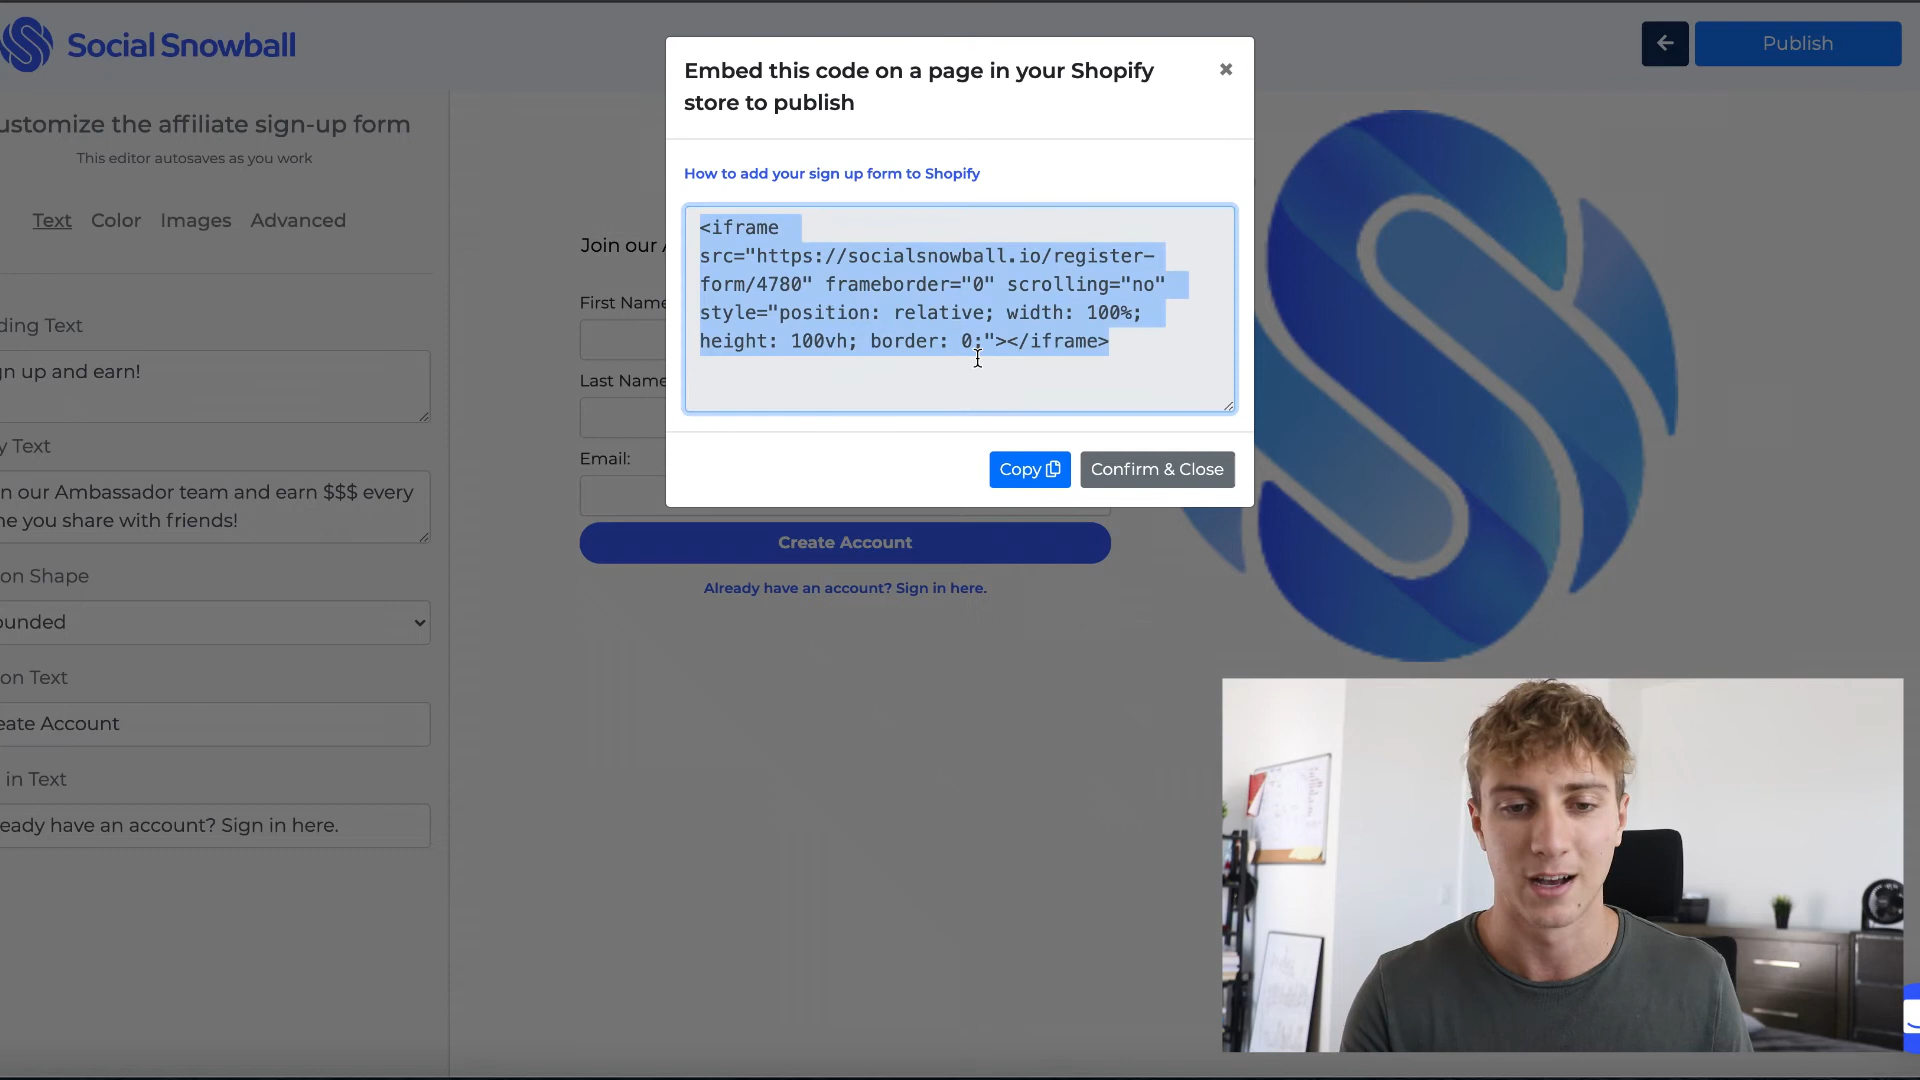 Social Snowball
Publish
Embed this code on a page in your Shopify
store to publish
How to add your sign up form to Shopify
<iframe
src="https://socialsnowball.io/register-
form/4780" frameborder="0" scrolling="no"
style="position: relative; width: 100%;
height: 100vh; border: 0;"></iframe>
Copy
Confirm & Close
ustomize the affiliate sign-up form
This editor autosaves as you work
Text Color Images Advanced
ding Text
n up and earn!
y Text
n our Ambassador team and earn $$$ every
e you share with friends!
on Shape
ounded
on Text
eate Account
in Text
eady have an account? Sign in here.
Join our
First Name
Last Name
Email:
Create Account
Already have an account? Sign in here.